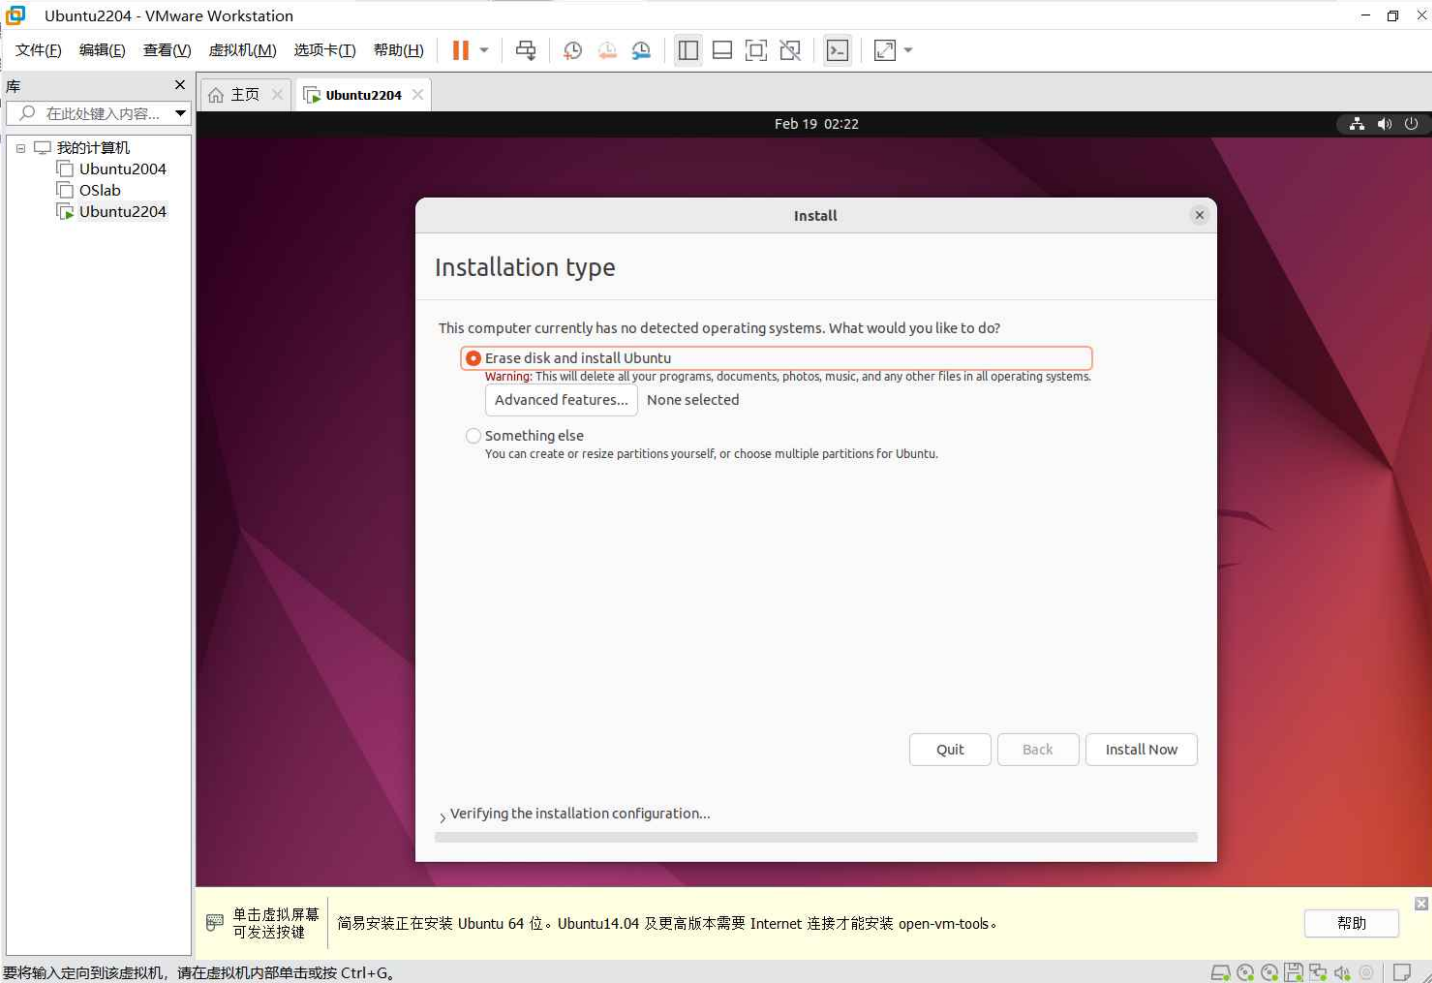 Ubuntu2204 - VMware Workstation
文件(F) 编辑(E) 查看(V) 虚拟机(M) 选项卡(T) 帮助(H)
库
主页 Ubuntu2204
在此处键入内容...
Feb 19 02:22
我的计算机
Ubuntu2004
OSlab
Ubuntu2204
Install
Installation type
This computer currently has no detected operating systems. What would you like to do?
Erase disk and install Ubuntu
Warning: This will delete all your programs, documents, photos, music, and any other files in all operating systems.
Advanced features... None selected
Something else
You can create or resize partitions yourself, or choose multiple partitions for Ubuntu.
Quit Back Install Now
Verifying the installation configuration...
单击虚拟屏幕
可发送按键
简易安装正在安装 Ubuntu 64 位。Ubuntu14.04 及更高版本需要 Internet 连接才能安装 open-vm-tools。
帮助
要将输入定向到该虚拟机，请在虚拟机内部单击或按 Ctrl+G。